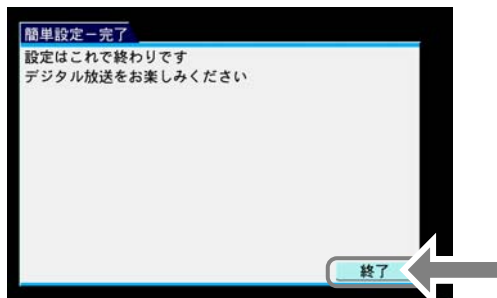 簡単設定－完了
設定はこれで終わりです
デジタル放送をお楽しみください
終了